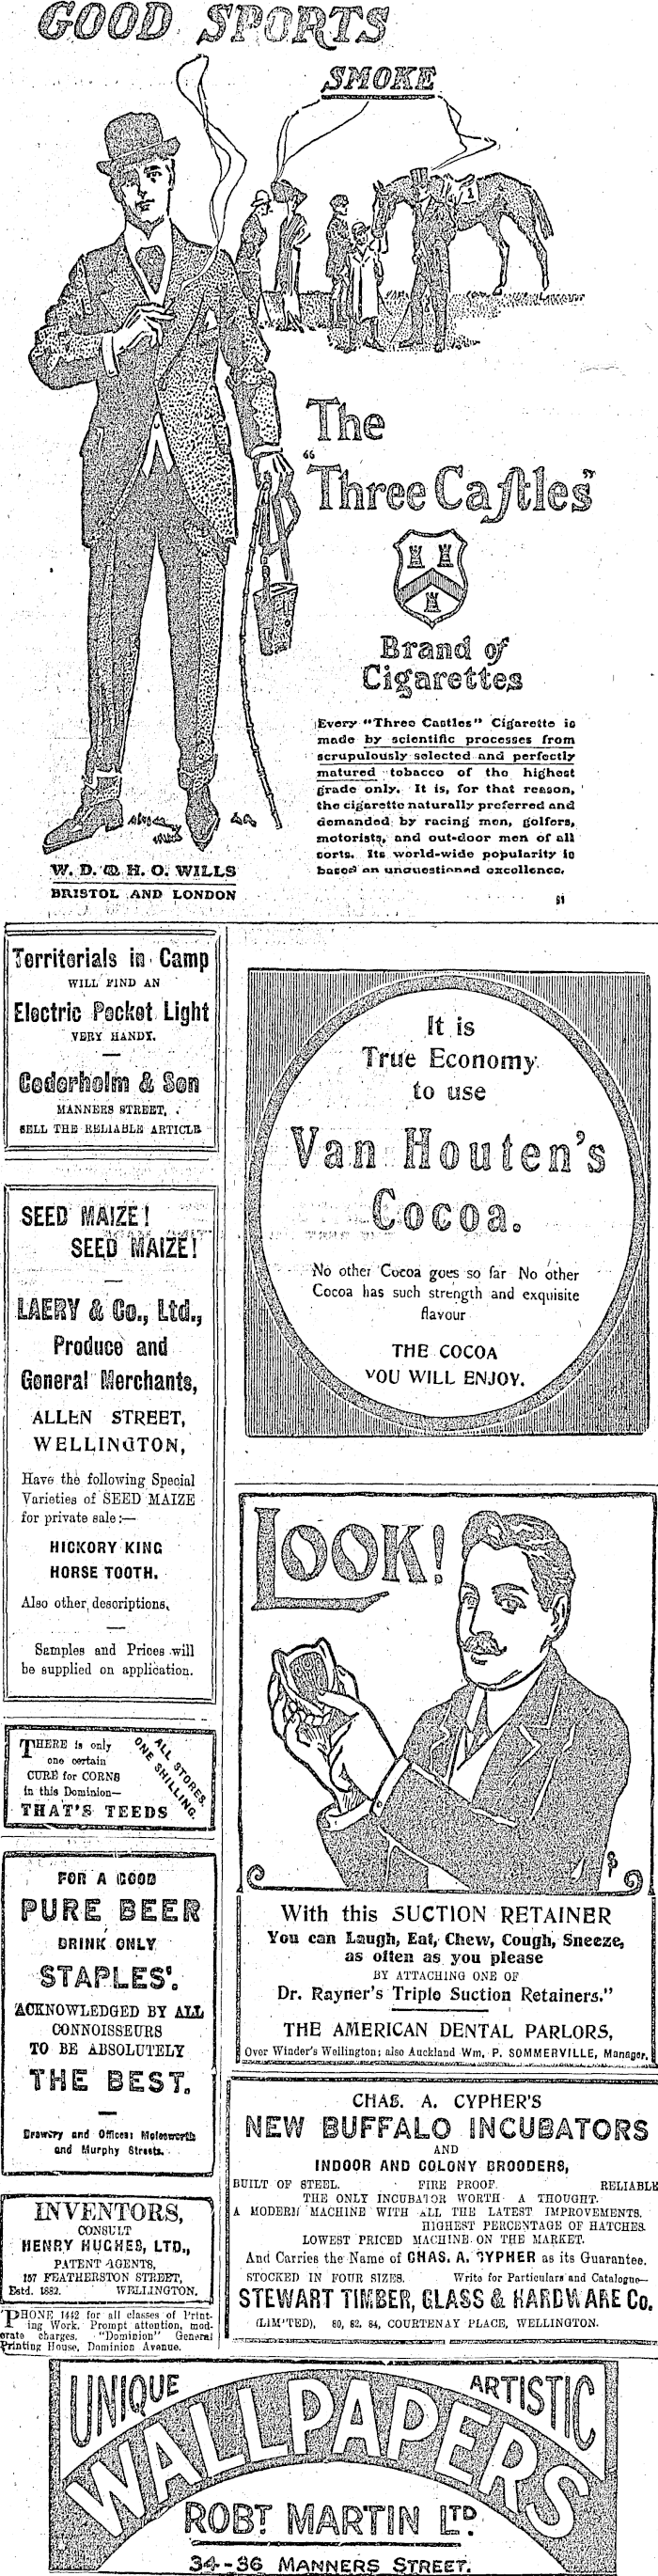 GOOD SPORTS
SMOKE
The
"Three Castles"
Brand of
Cigarettes
Every "Three Castles" Cigarette is
made by scientific processes from
scrupulously selected and perfectly
matured tobacco of the highest
grade only. It is, for that reason,
the cigarette naturally preferred and
demanded by racing men, golfers,
motorists, and out-door men of all
sorts. Its world-wide popularity is
based on unquestioned excellence.
W. D. & H. O. WILLS
BRISTOL AND LONDON
51
Territorials in Camp
WILL FIND AN
Electric Pocket Light
VERY HANDY.
Cederholm & Son
MANNERS STREET,
SELL THE RELIABLE ARTICLE
SEED MAIZE!
SEED MAIZE!
LAERY & Co., Ltd.,
Produce and
General Merchants,
ALLEN STREET,
WELLINGTON,
Have the following Special
Varieties of SEED MAIZE
for private sale:—
HICKORY KING
HORSE TOOTH.
Also other descriptions,
Samples and Prices will
be supplied on application.
THERE is only
one certain
CURE for CORNS
in this Dominion—
THAT'S TEEDS
ALL STORES.
ONE SHILLING.
FOR A GOOD
PURE BEER
DRINK ONLY
STAPLES'.
ACKNOWLEDGED BY ALL
CONNOISSEURS
TO BE ABSOLUTELY
THE BEST.
Brewery and Offices: Molesworth
and Murphy Streets.
INVENTORS,
CONSULT
HENRY HUGHES, LTD.,
PATENT AGENTS,
157 FEATHERSTON STREET,
Estd. 1882. WELLINGTON.
PHONE 1442 for all classes of Print-
ing Work. Prompt attention, mod-
erate charges. "Dominion" General
Printing House, Dominion Avenue.
It is
True Economy
to use
Van Houten's
Cocoa.
No other Cocoa goes so far No other
Cocoa has such strength and exquisite
flavour
THE COCOA
YOU WILL ENJOY.
LOOK!
With this SUCTION RETAINER
You can Laugh, Eat, Chew, Cough, Sneeze,
as often as you please
BY ATTACHING ONE OF
Dr. Rayner's Triple Suction Retainers."
THE AMERICAN DENTAL PARLORS,
Over Winder's Wellington; also Auckland Wm. P. SOMMERVILLE, Manager.
CHAS. A. CYPHER'S
NEW BUFFALO INCUBATORS
AND
INDOOR AND COLONY BROODERS,
BUILT OF STEEL. FIRE PROOF. RELIABLE
THE ONLY INCUBATOR WORTH A THOUGHT.
A MODERN MACHINE WITH ALL THE LATEST IMPROVEMENTS.
HIGHEST PERCENTAGE OF HATCHES.
LOWEST PRICED MACHINE ON THE MARKET.
And Carries the Name of CHAS. A. CYPHER as its Guarantee.
STOCKED IN FOUR SIZES. Write for Particulars and Catalogue—
STEWART TIMBER, GLASS & HARDWARE Co.
(LIMITED), 80, 82, 84, COURTENAY PLACE, WELLINGTON.
UNIQUE
ARTISTIC
WALLPAPERS
ROBT MARTIN LTD.
34--36 MANNERS STREET.